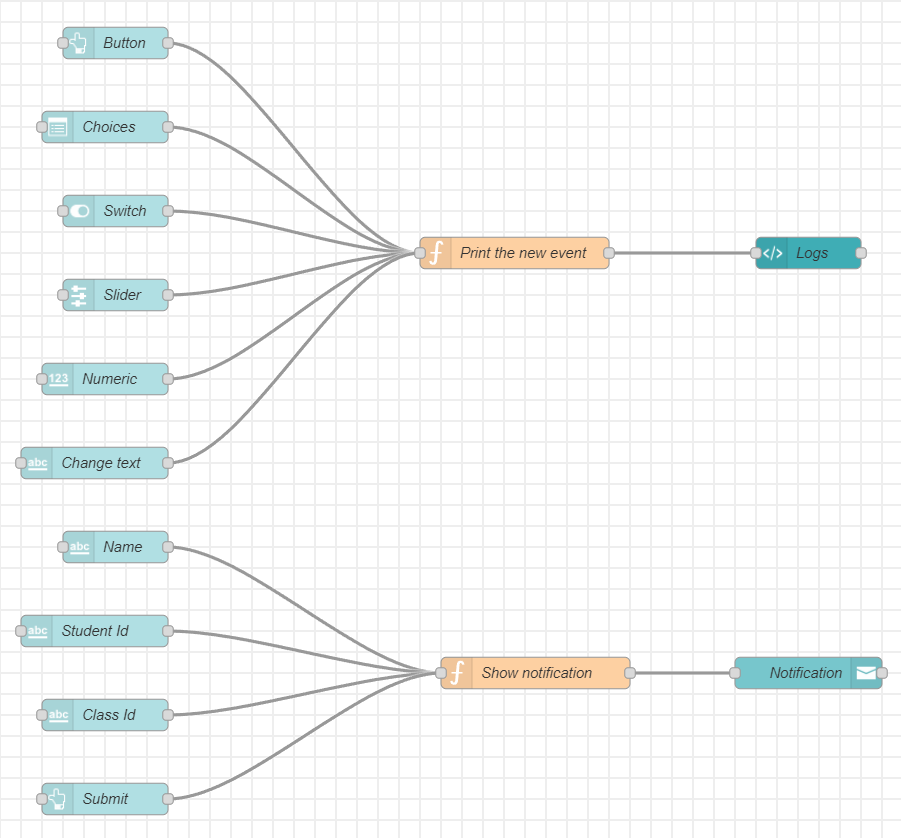 Button
Choices
Switch
Print the new event
</> Logs
Slider
123 Numeric
abc Change text
abc Name
abc Student Id
Show notification
Notification
abc Class Id
Submit